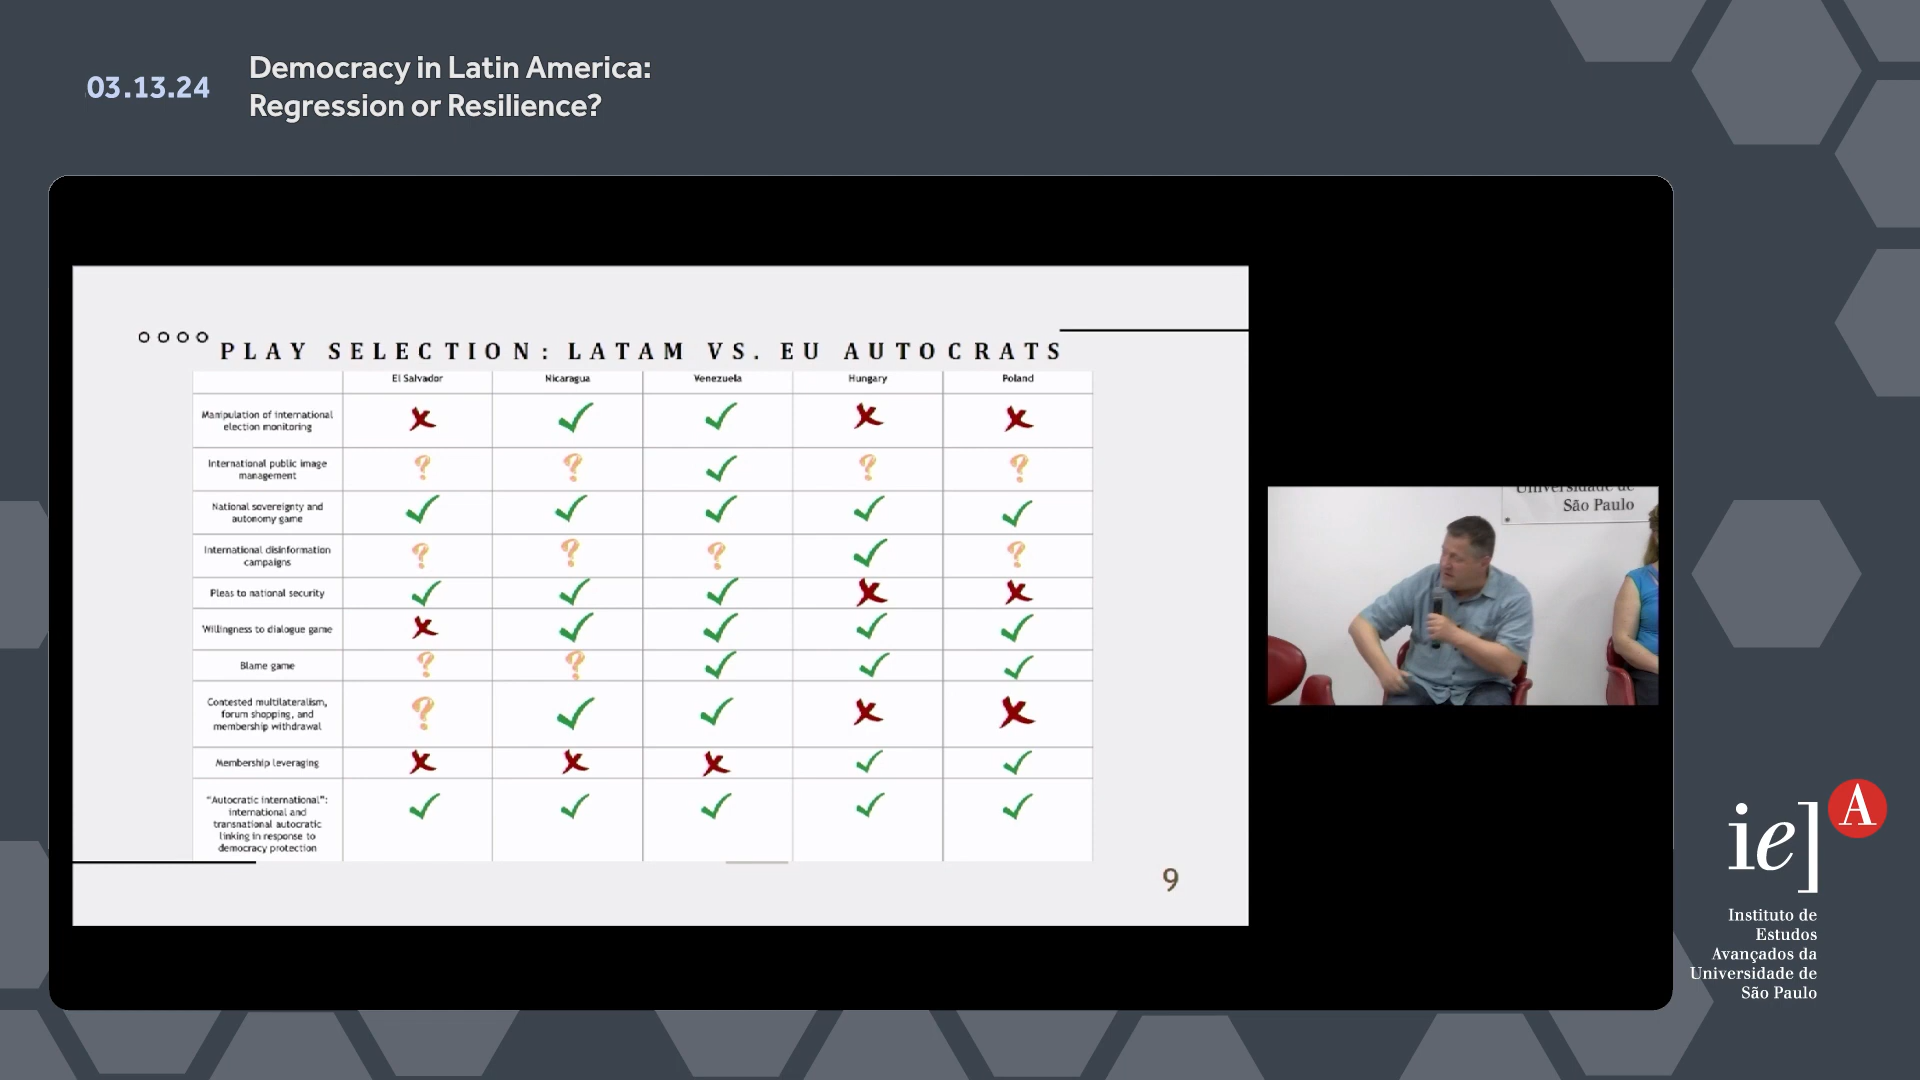 03.13.24
Democracy in Latin America:
Regression or Resilience?
PLAY SELECTION: LATAM VS. EU AUTOCRATS
El Salvador Nicaragua Venezuela Hungary Poland
Manipulation of international
election monitoring
International public image
management
National sovereignty and
autonomy game
International disinformation
campaigns
Pleas to national security
Willingness to dialogue game
Blame game
Contested multilateralism,
forum shopping, and
membership withdrawal
Membership leveraging
"Autocratic international":
international and
transnational autocratic
linking in response to
democracy protection
9
Universidade de
São Paulo
ie] A
Instituto de
Estudos
Avançados da
Universidade de
São Paulo